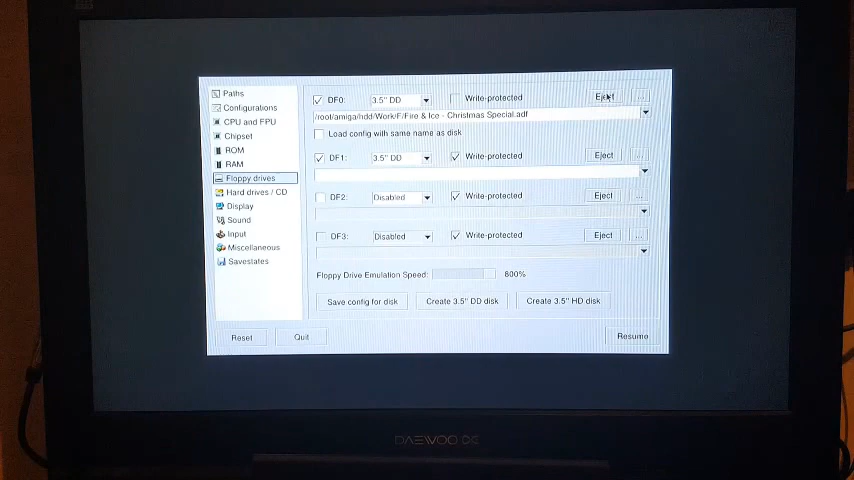 Paths
Configurations
CPU and FPU
Chipset
ROM
RAM
Floppy drives
Hard drives / CD
Display
Sound
Input
Miscellaneous
Savestates
DF0: 3.5'' DD Write-protected Eject ...
/root/amiga/hdd/Work/F/Fire & Ice - Christmas Special.adf
Load config with same name as disk
DF1: 3.5'' DD Write-protected Eject ...
DF2: Disabled Write-protected Eject ...
DF3: Disabled Write-protected Eject ...
Floppy Drive Emulation Speed: 800%
Save config for disk Create 3.5'' DD disk Create 3.5'' HD disk
Reset Quit Resume
DAEWOO